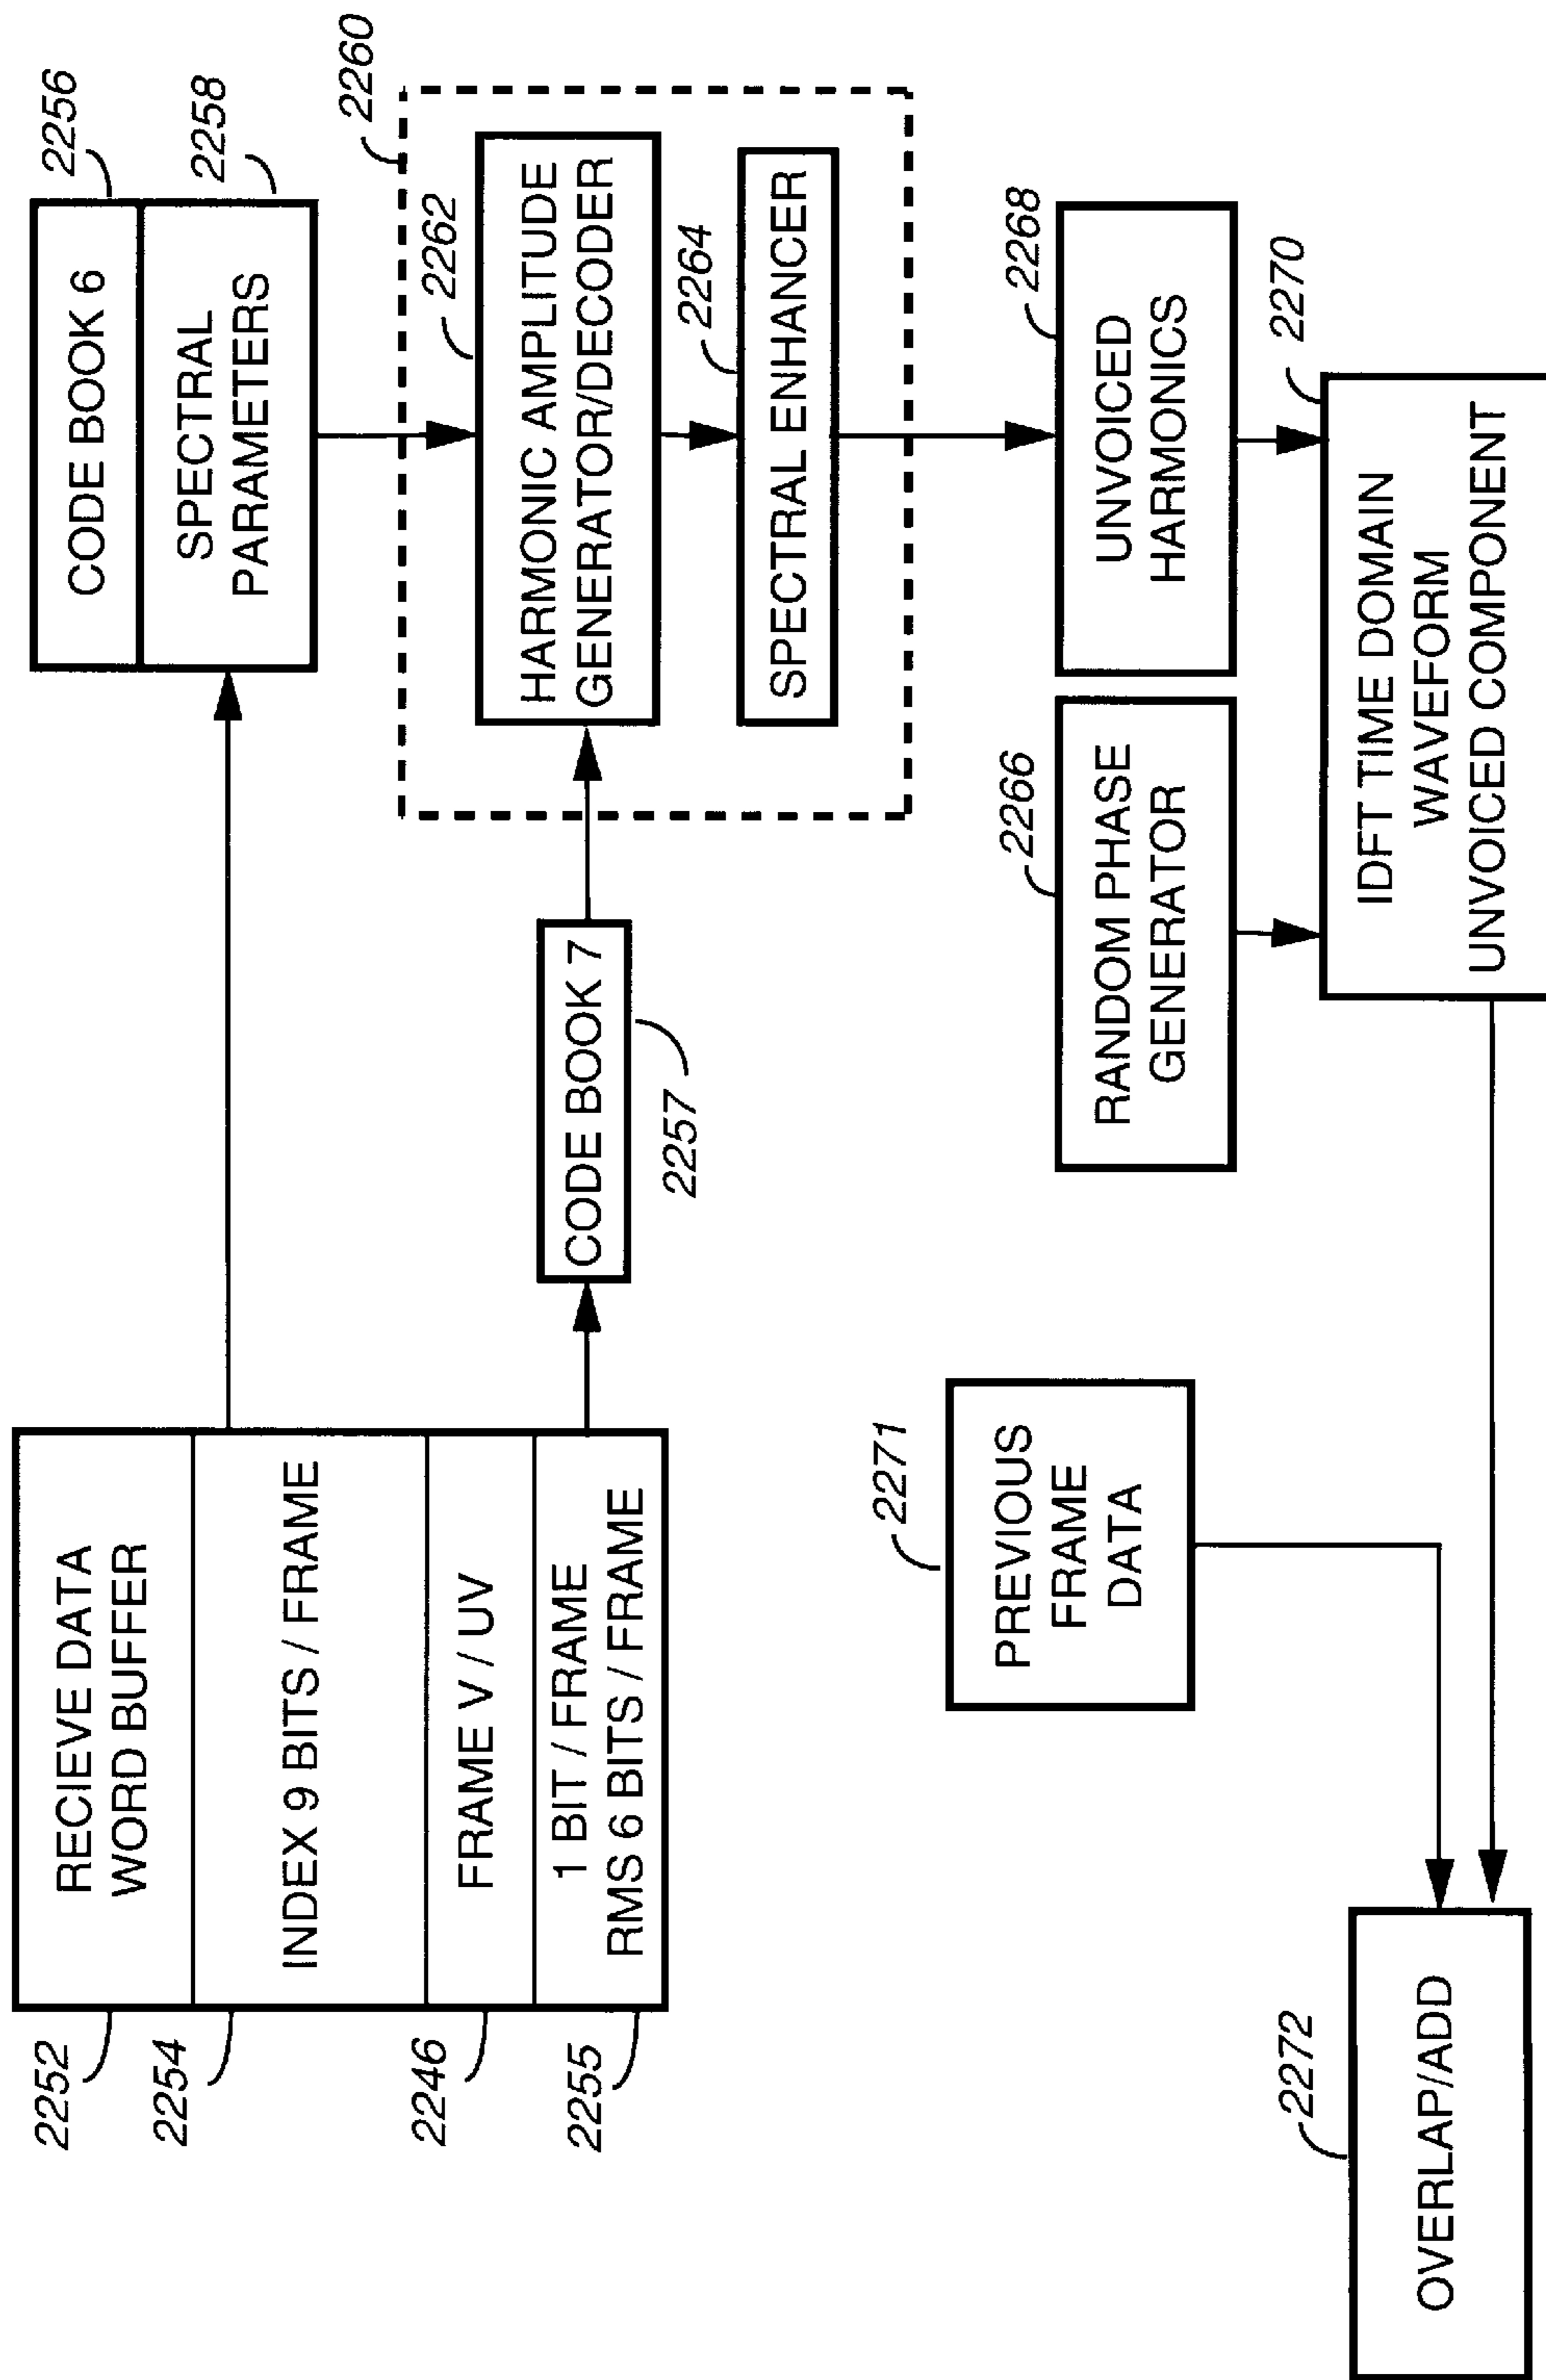 2252
RECIEVE DATA
WORD BUFFER
2254
INDEX 9 BITS / FRAME
2246
FRAME V / UV
2255
1 BIT / FRAME
RMS 6 BITS / FRAME
CODE BOOK 6
2256
SPECTRAL
PARAMETERS
2258
CODE BOOK 7
2257
2260
2262
HARMONIC AMPLITUDE
GENERATOR/DECODER
2264
SPECTRAL ENHANCER
2266
RANDOM PHASE
GENERATOR
2268
UNVOICED
HARMONICS
2270
IDFT TIME DOMAIN
WAVEFORM
UNVOICED COMPONENT
2271
PREVIOUS
FRAME
DATA
2272
OVERLAP/ADD